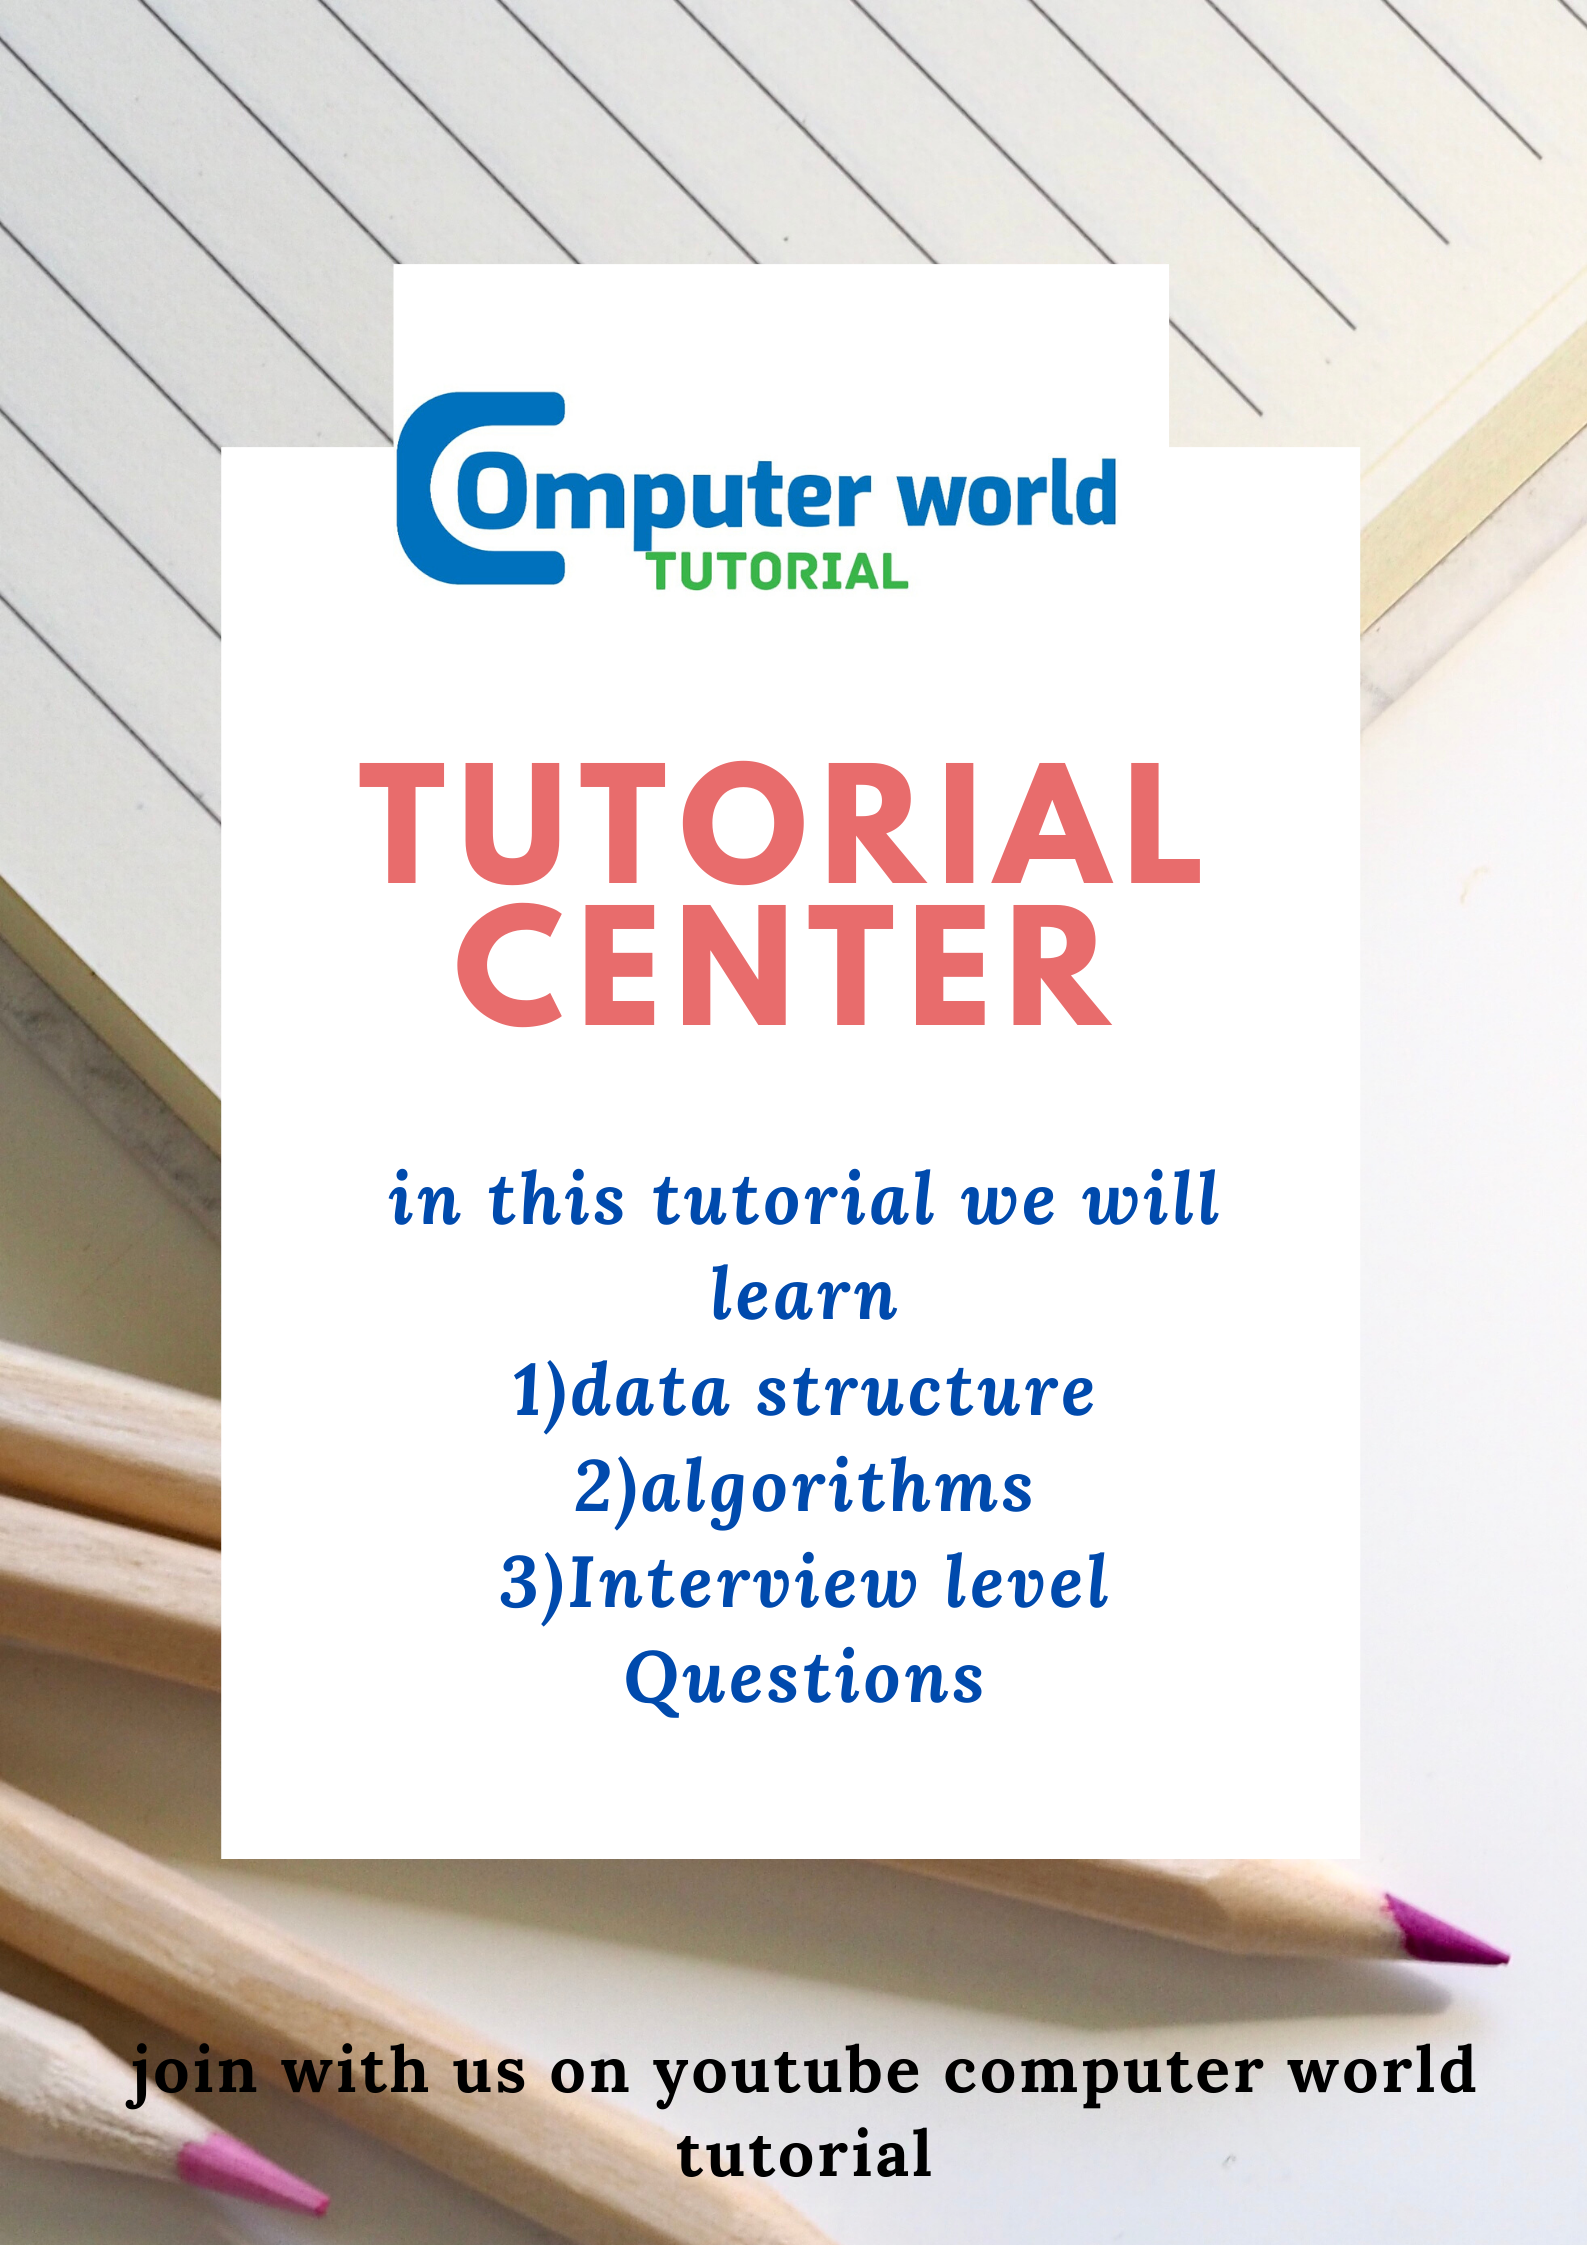 Computer world
TUTORIAL
TUTORIAL
CENTER
in this tutorial we will
learn
1)data structure
2)algorithms
3)Interview level
Questions
join with us on youtube computer world
tutorial